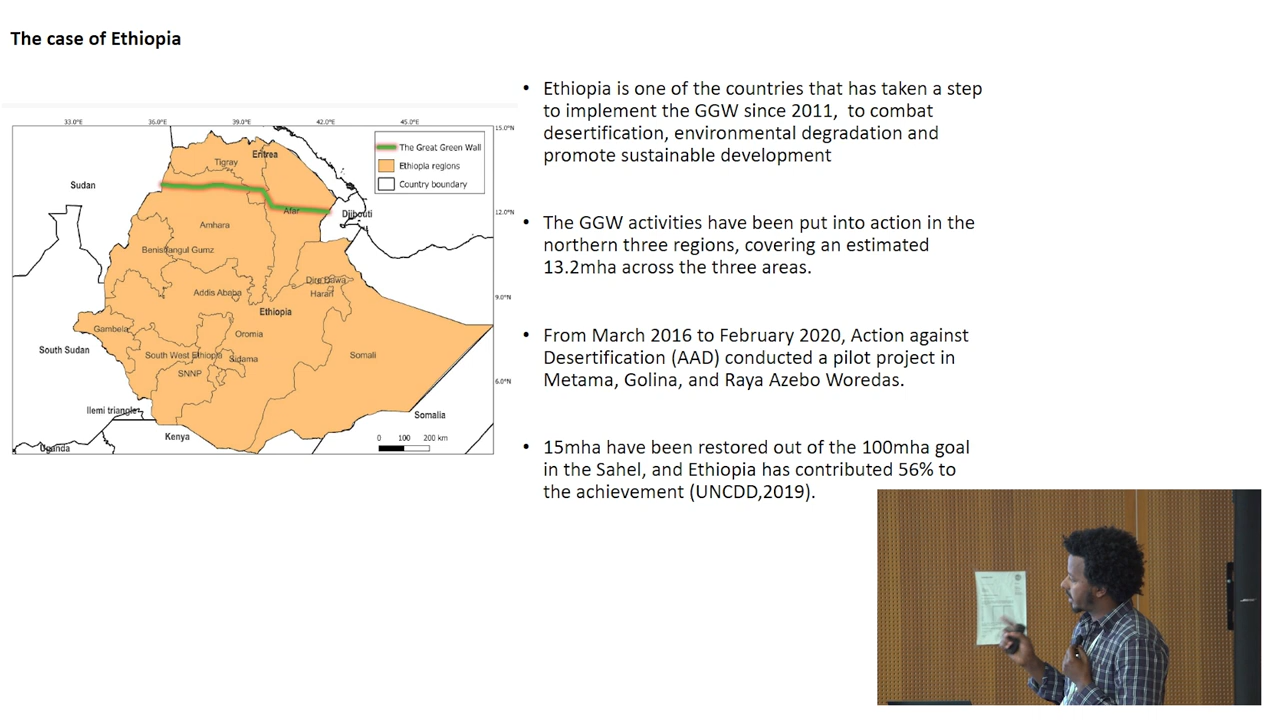 The case of Ethiopia
33.0°E 36.0°E 39.0°E 42.0°E 45.0°E
15.0°N
The Great Green Wall
Ethiopia regions
Country boundary
Eritrea
Tigray
Sudan
12.0°N
Afar
Djibouti
Amhara
Benishangul Gumz
Dire Dawa
Harari
Addis Ababa
9.0°N
Ethiopia
Gambela
Oromia
South Sudan
South West Ethiopia
Sidama
Somali
SNNP
6.0°N
Ilemi triangle
Somalia
Kenya
0 100 200 km
Uganda
• Ethiopia is one of the countries that has taken a step
to implement the GGW since 2011, to combat
desertification, environmental degradation and
promote sustainable development
• The GGW activities have been put into action in the
northern three regions, covering an estimated
13.2mha across the three areas.
• From March 2016 to February 2020, Action against
Desertification (AAD) conducted a pilot project in
Metama, Golina, and Raya Azebo Woredas.
• 15mha have been restored out of the 100mha goal
in the Sahel, and Ethiopia has contributed 56% to
the achievement (UNCDD,2019).